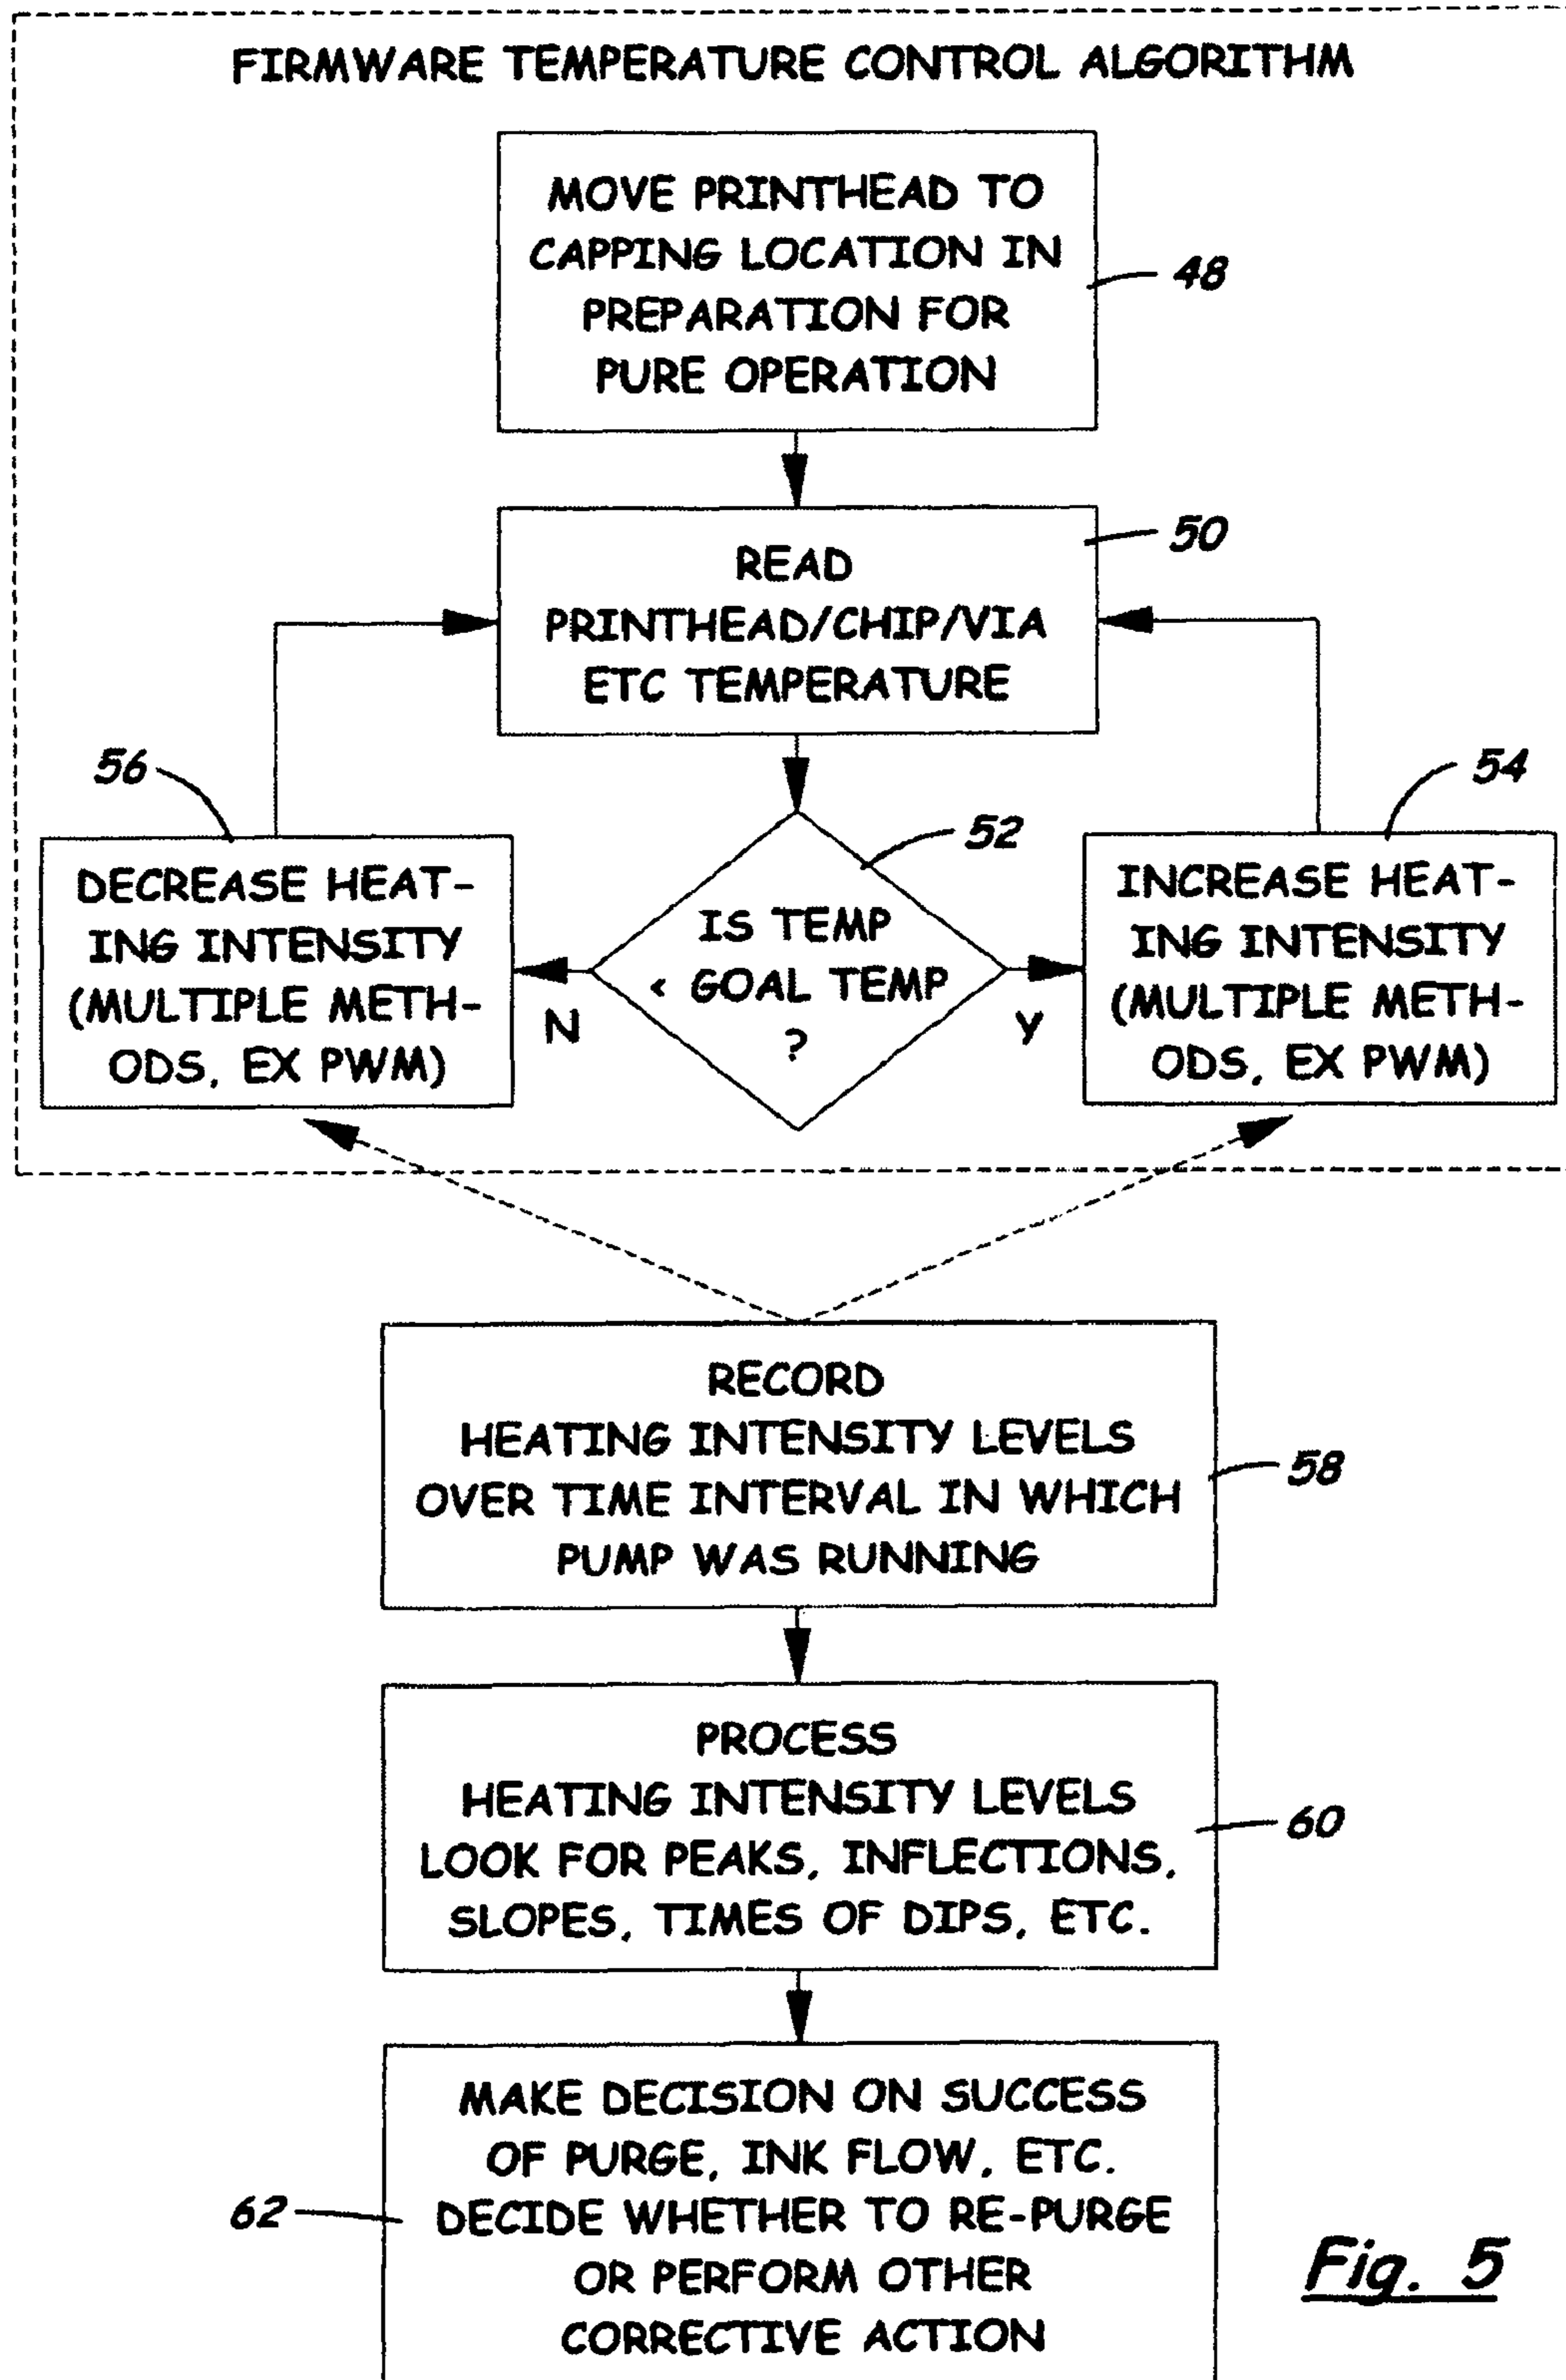 FIRMWARE TEMPERATURE CONTROL ALGORITHM
MOVE PRINTHEAD TO
CAPPING LOCATION IN
PREPARATION FOR
PURE OPERATION
48
READ
PRINTHEAD/CHIP/VIA
ETC TEMPERATURE
50
56
DECREASE HEAT-
ING INTENSITY
(MULTIPLE METH-
ODS, EX PWM)
52
IS TEMP
< GOAL TEMP
?
N
Y
54
INCREASE HEAT-
ING INTENSITY
(MULTIPLE METH-
ODS, EX PWM)
RECORD
HEATING INTENSITY LEVELS
OVER TIME INTERVAL IN WHICH
PUMP WAS RUNNING
58
PROCESS
HEATING INTENSITY LEVELS
LOOK FOR PEAKS, INFLECTIONS,
SLOPES, TIMES OF DIPS, ETC.
60
MAKE DECISION ON SUCCESS
OF PURGE, INK FLOW, ETC.
DECIDE WHETHER TO RE-PURGE
OR PERFORM OTHER
CORRECTIVE ACTION
62
Fig. 5